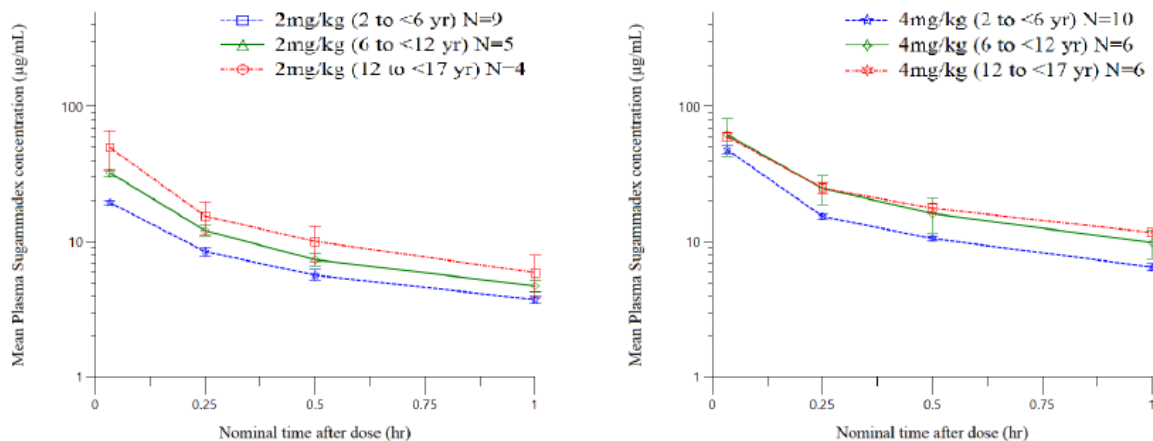 2mg/kg (2 to <6 yr) N=9
2mg/kg (6 to <12 yr) N=5
2mg/kg (12 to <17 yr) N=4
Mean Plasma Sugammadex concentration (µg/mL)
100
10
1
0
0.25
0.5
0.75
1
Nominal time after dose (hr)
4mg/kg (2 to <6 yr) N=10
4mg/kg (6 to <12 yr) N=6
4mg/kg (12 to <17 yr) N=6
Mean Plasma Sugammadex concentration (µg/mL)
100
10
1
0
0.25
0.5
0.75
1
Nominal time after dose (hr)